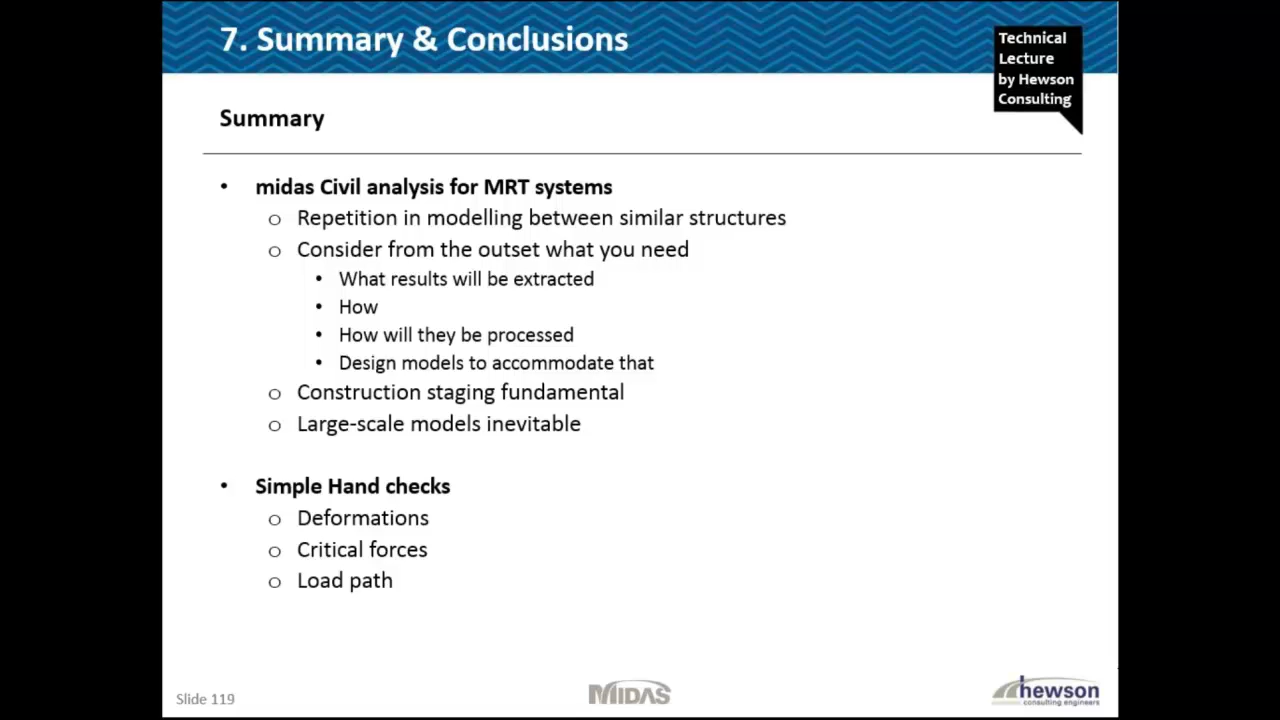 7. Summary & Conclusions
Technical
Lecture
by Hewson
Consulting
Summary
• midas Civil analysis for MRT systems
o Repetition in modelling between similar structures
o Consider from the outset what you need
• What results will be extracted
• How
• How will they be processed
• Design models to accommodate that
o Construction staging fundamental
o Large-scale models inevitable
• Simple Hand checks
o Deformations
o Critical forces
o Load path
Slide 119
MIDAS
hewson
consulting engineers